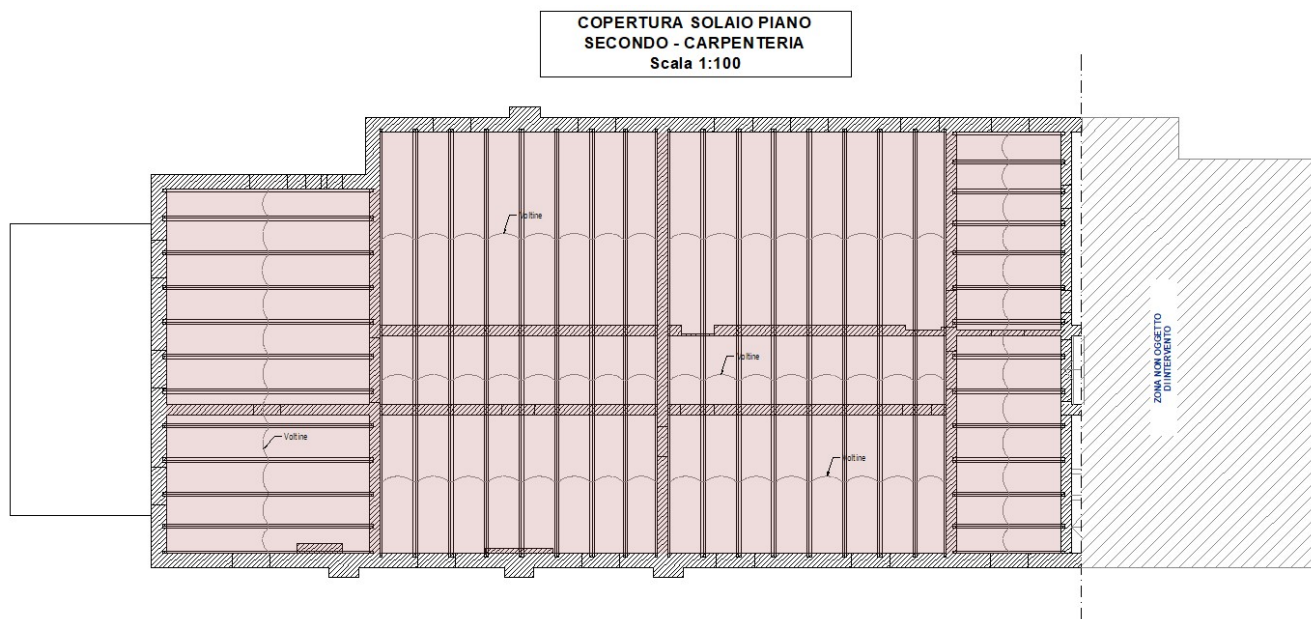 COPERTURA SOLAIO PIANO
SECONDO - CARPENTERIA
Scala 1:100
Voltine
Voltine
Voltine
Voltine
ZONA NON OGGETTO
DI INTERVENTO